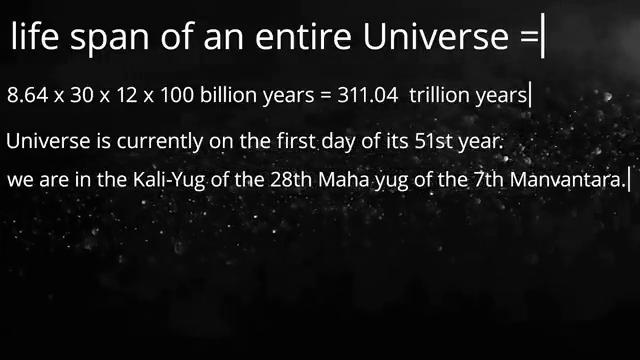 life span of an entire Universe =
8.64 x 30 x 12 x 100 billion years = 311.04 trillion years
Universe is currently on the first day of its 51st year.
we are in the Kali-Yug of the 28th Maha yug of the 7th Manvantara.